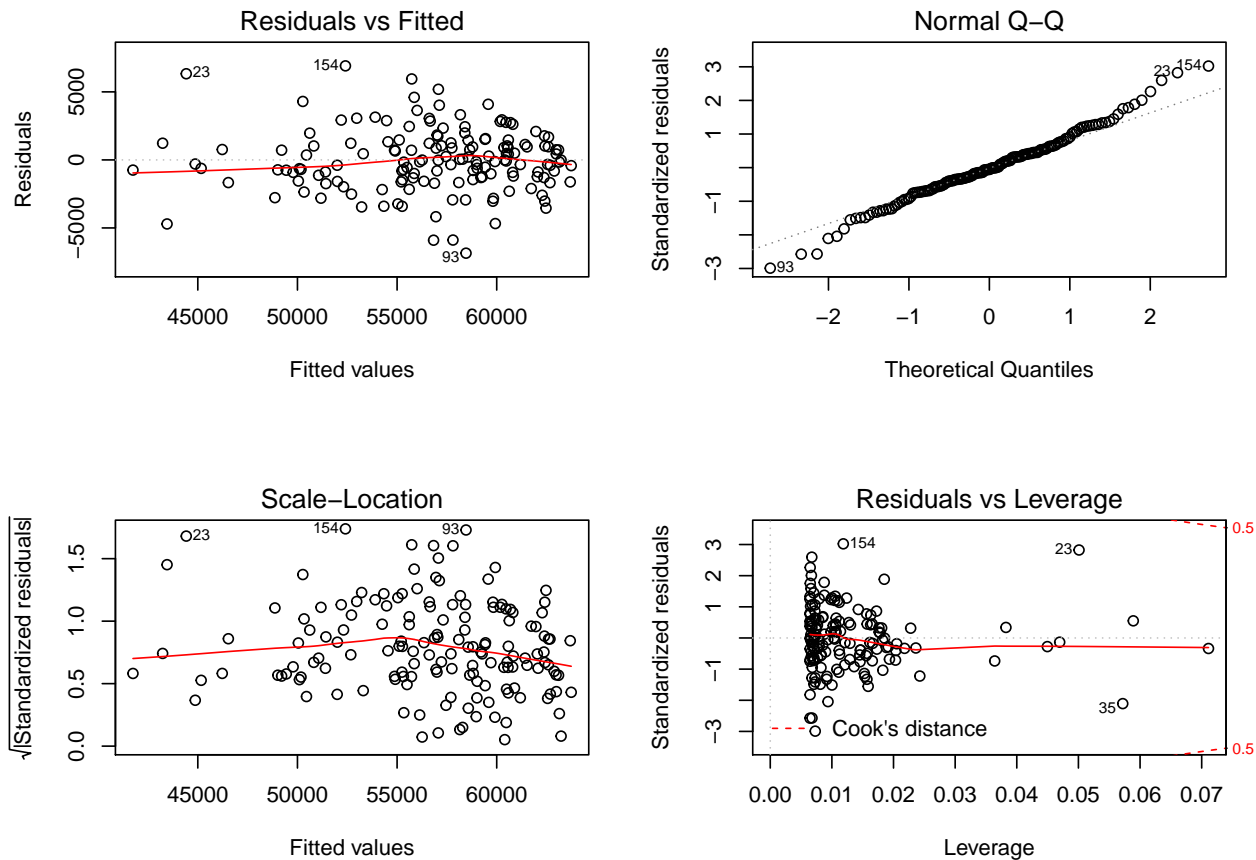 Residuals vs Fitted
Residuals
5000
0
−5000
23
154
93
45000 50000 55000 60000
Fitted values
Normal Q−Q
Standardized residuals
3
1
−1
−3
23 154
93
−2 −1 0 1 2
Theoretical Quantiles
Scale−Location
√|Standardized residuals|
1.5
1.0
0.5
0.0
23
154
93
45000 50000 55000 60000
Fitted values
Residuals vs Leverage
Standardized residuals
3
2
1
−1
−3
154
23
35
0.5
0.5
Cook's distance
0.00 0.01 0.02 0.03 0.04 0.05 0.06 0.07
Leverage